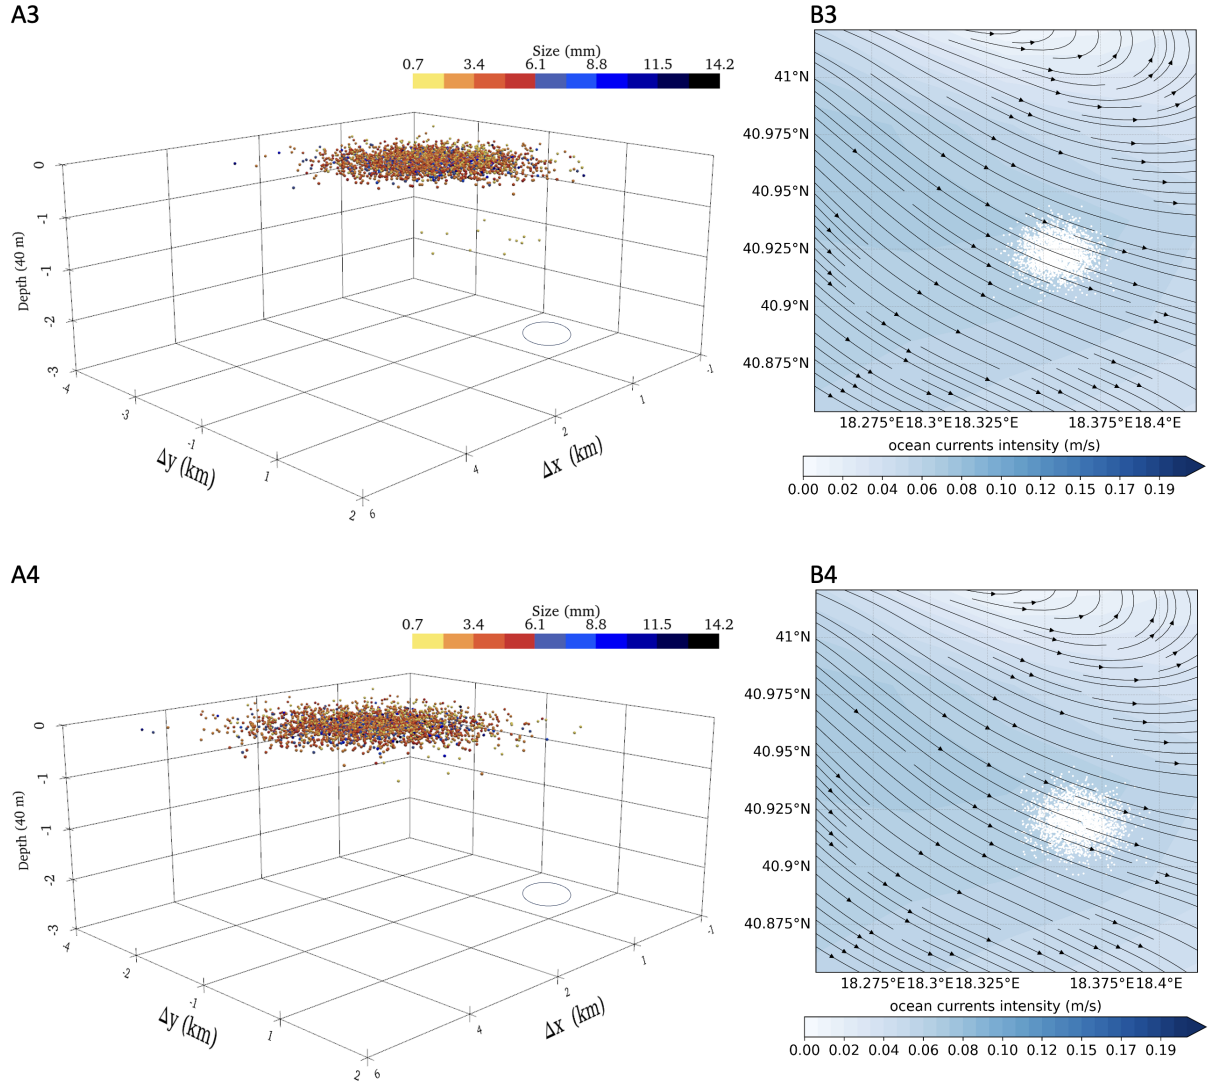 A3
Size (mm)
0.7 3.4 6.1 8.8 11.5 14.2
0
-1
-1
-2
-3
Depth (40 m)
-4
-3
-1
1
2
Δy (km)
6
4
2
1
-1
Δx (km)
B3
41°N
40.975°N
40.95°N
40.925°N
40.9°N
40.875°N
18.275°E 18.3°E 18.325°E 18.375°E 18.4°E
ocean currents intensity (m/s)
0.00 0.02 0.04 0.06 0.08 0.10 0.12 0.15 0.17 0.19
A4
Size (mm)
0.7 3.4 6.1 8.8 11.5 14.2
0
-1
-1
-2
-3
Depth (40 m)
-4
-2
-1
1
2
Δy (km)
6
4
2
1
-1
Δx (km)
B4
41°N
40.975°N
40.95°N
40.925°N
40.9°N
40.875°N
18.275°E 18.3°E 18.325°E 18.375°E 18.4°E
ocean currents intensity (m/s)
0.00 0.02 0.04 0.06 0.08 0.10 0.12 0.15 0.17 0.19